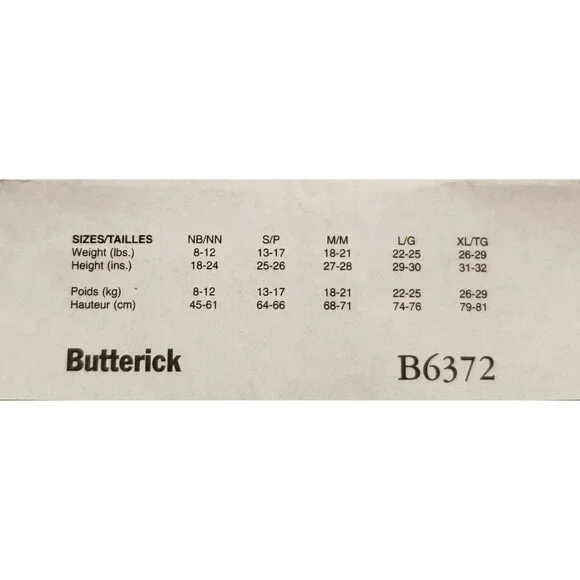 SIZES/TAILLES NB/NN S/P M/M L/G XL/TG
Weight (lbs.) 8-12 13-17 18-21 22-25 26-29
Height (ins.) 18-24 25-26 27-28 29-30 31-32
Poids (kg) 8-12 13-17 18-21 22-25 26-29
Hauteur (cm) 45-61 64-66 68-71 74-76 79-81
Butterick B6372